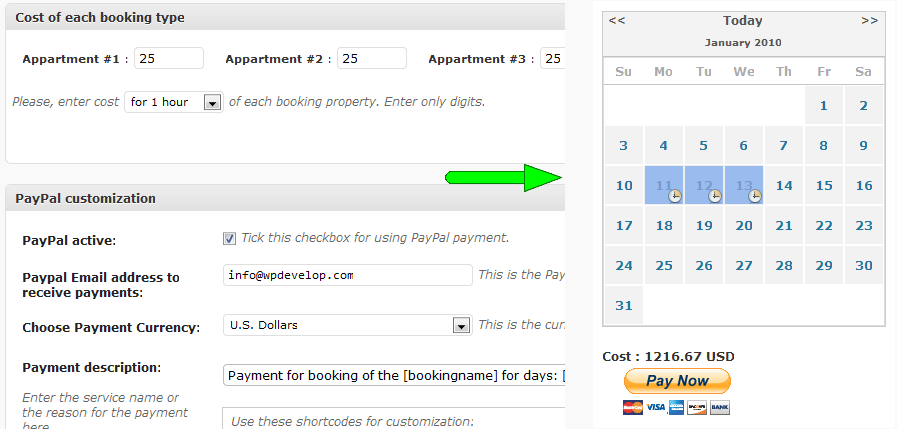 Cost of each booking type
Appartment #1 : 25 Appartment #2 : 25 Appartment #3 : 25
Please, enter cost for 1 hour of each booking property. Enter only digits.
PayPal customization
PayPal active: Tick this checkbox for using PayPal payment.
Paypal Email address to
receive payments: info@wpdevelop.com This is the Pay
Choose Payment Currency: U.S. Dollars This is the cur
Payment description: Payment for booking of the [bookingname] for days: [
Enter the service name or
the reason for the payment
here.
Use these shortcodes for customization:
<< Today >>
January 2010
Su Mo Tu We Th Fr Sa
1 2
3 4 5 6 7 8 9
10 11 12 13 14 15 16
17 18 19 20 21 22 23
24 25 26 27 28 29 30
31
Cost : 1216.67 USD
Pay Now
MasterCard VISA DISCOVER BANK